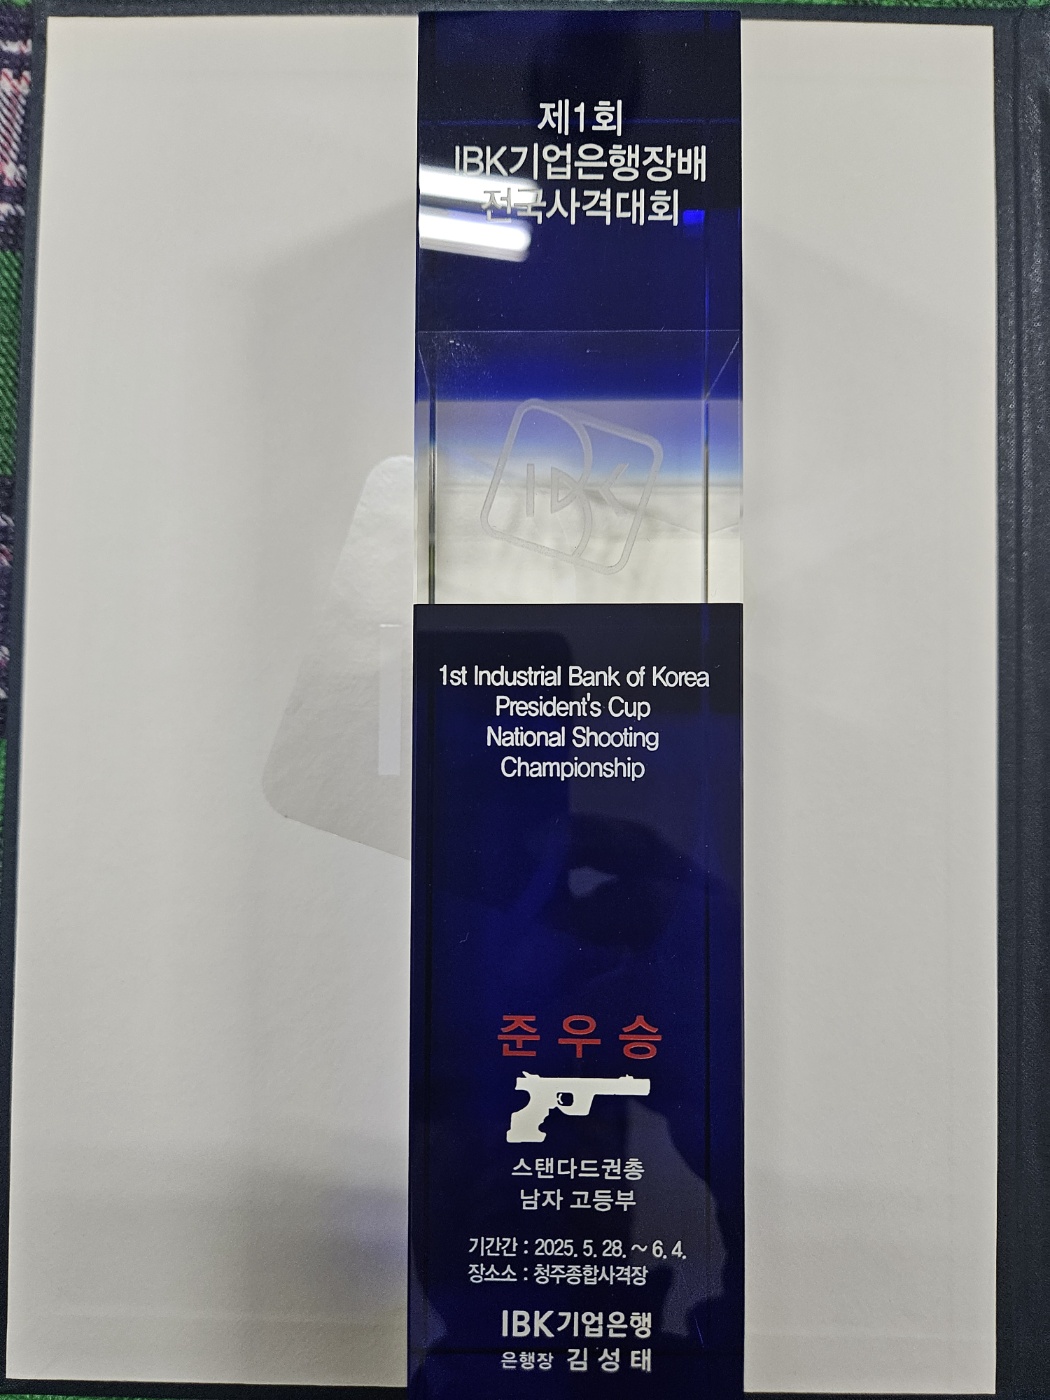 제1회
IBK기업은행장배
전국사격대회
IBK
1st Industrial Bank of Korea
President's Cup
National Shooting
Championship
준우승
스탠다드권총
남자 고등부
기간간 : 2025. 5. 28. ~ 6. 4.
장소소 : 청주종합사격장
IBK기업은행
은행장 김성태